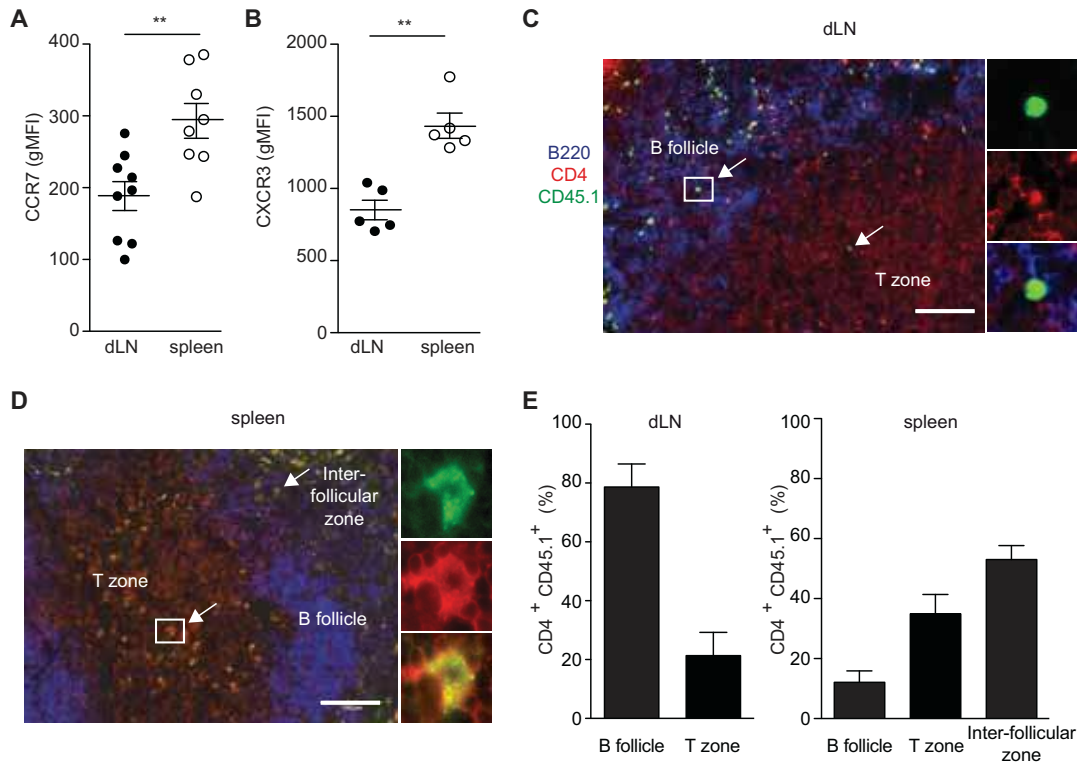 A
**
CCR7 (gMFI)
400
300
200
100
0
dLN
spleen
B
**
CXCR3 (gMFI)
2000
1500
1000
500
0
dLN
spleen
C
dLN
B220
CD4
CD45.1
B follicle
T zone
D
spleen
Inter-
follicular
zone
T zone
B follicle
E
dLN
CD4+ CD45.1+ (%)
100
80
60
40
20
0
B follicle
T zone
spleen
CD4+ CD45.1+ (%)
100
80
60
40
20
0
B follicle
T zone
Inter-follicular
zone